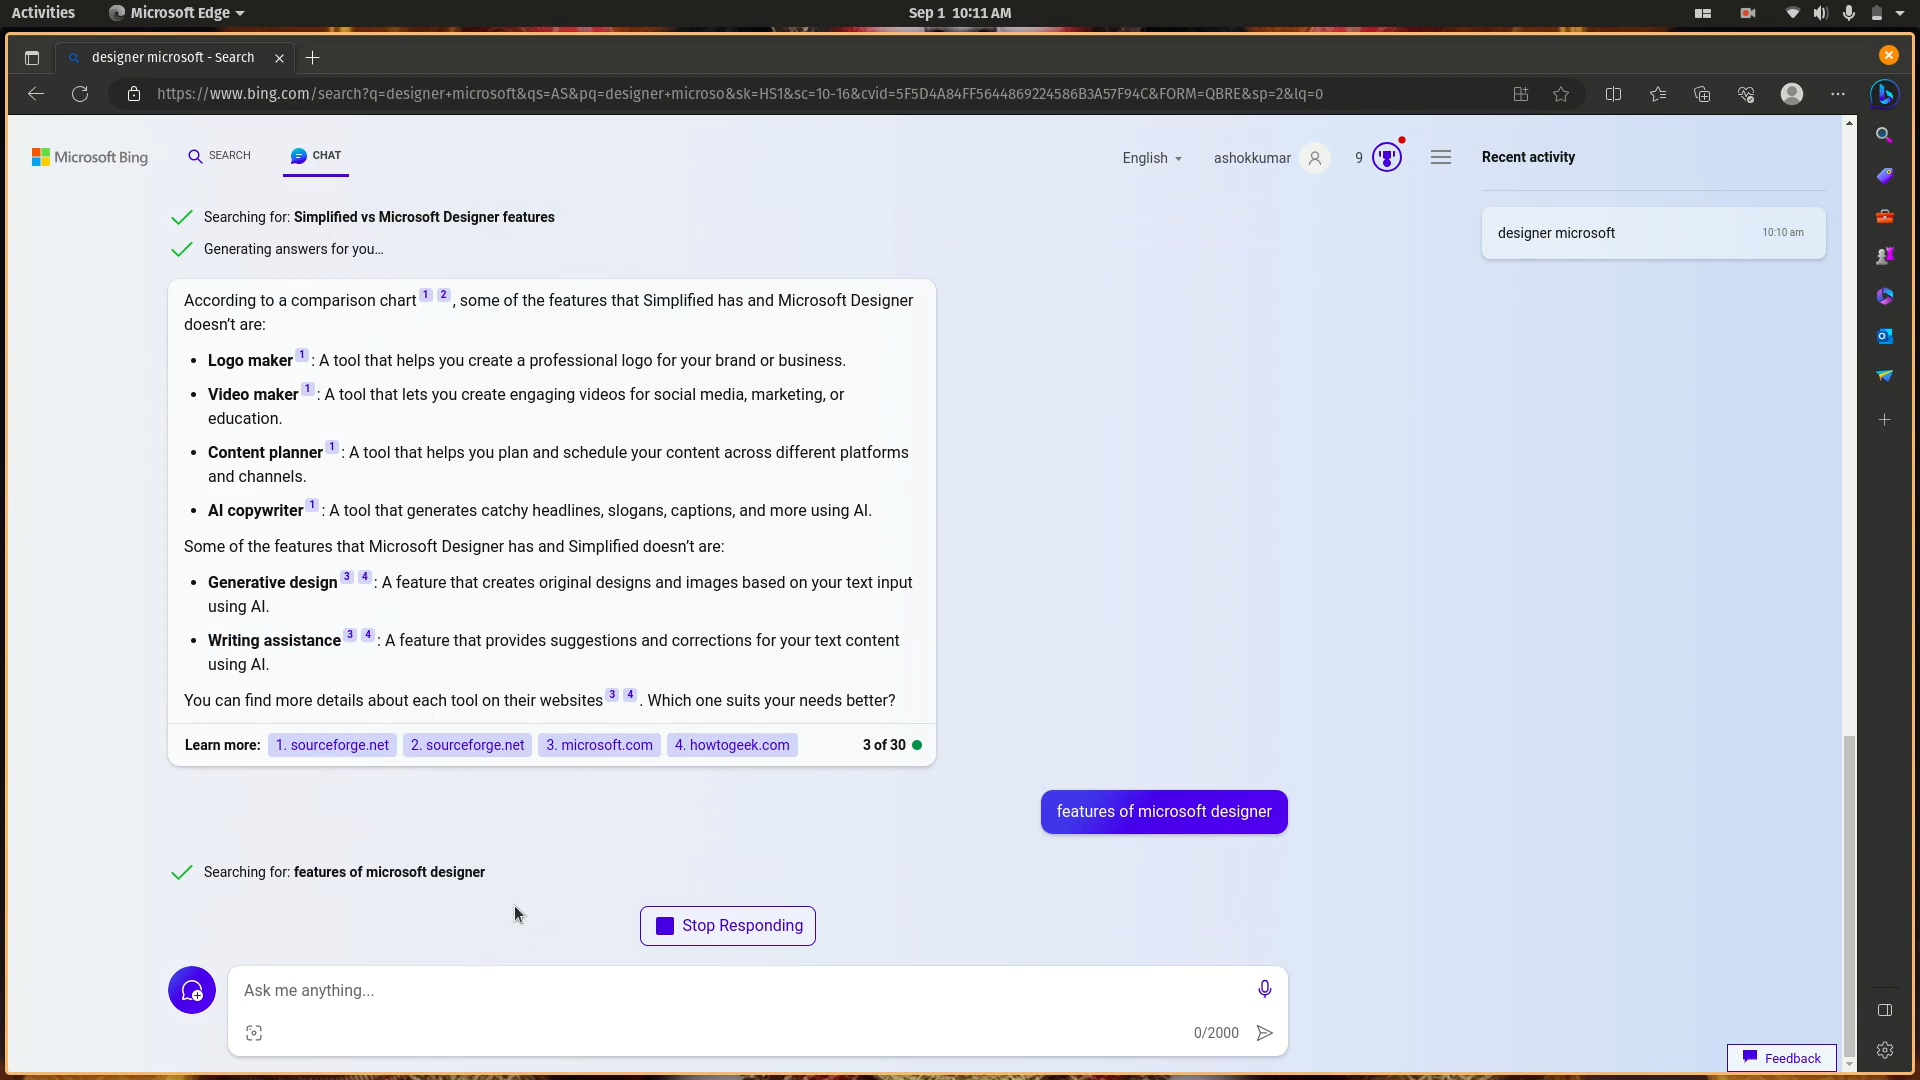 Activities
Microsoft Edge
Sep 1 10:11 AM
designer microsoft - Search
https://www.bing.com/search?q=designer+microsoft&qs=AS&pq=designer+microso&sk=HS1&sc=10-16&cvid=5F5D4A84FF5644869224586B3A57F94C&FORM=QBRE&sp=2&lq=0
Microsoft Bing
SEARCH
CHAT
English
ashokkumar
9
Recent activity
designer microsoft
10:10 am
Searching for: Simplified vs Microsoft Designer features
Generating answers for you...
According to a comparison chart 1 2 , some of the features that Simplified has and Microsoft Designer
doesn't are:
• Logo maker 1 : A tool that helps you create a professional logo for your brand or business.
• Video maker 1 : A tool that lets you create engaging videos for social media, marketing, or
education.
• Content planner 1 : A tool that helps you plan and schedule your content across different platforms
and channels.
• AI copywriter 1 : A tool that generates catchy headlines, slogans, captions, and more using AI.
Some of the features that Microsoft Designer has and Simplified doesn't are:
• Generative design 3 4 : A feature that creates original designs and images based on your text input
using AI.
• Writing assistance 3 4 : A feature that provides suggestions and corrections for your text content
using AI.
You can find more details about each tool on their websites 3 4 . Which one suits your needs better?
Learn more: 1. sourceforge.net 2. sourceforge.net 3. microsoft.com 4. howtogeek.com 3 of 30
features of microsoft designer
Searching for: features of microsoft designer
Stop Responding
Ask me anything...
0/2000
Feedback